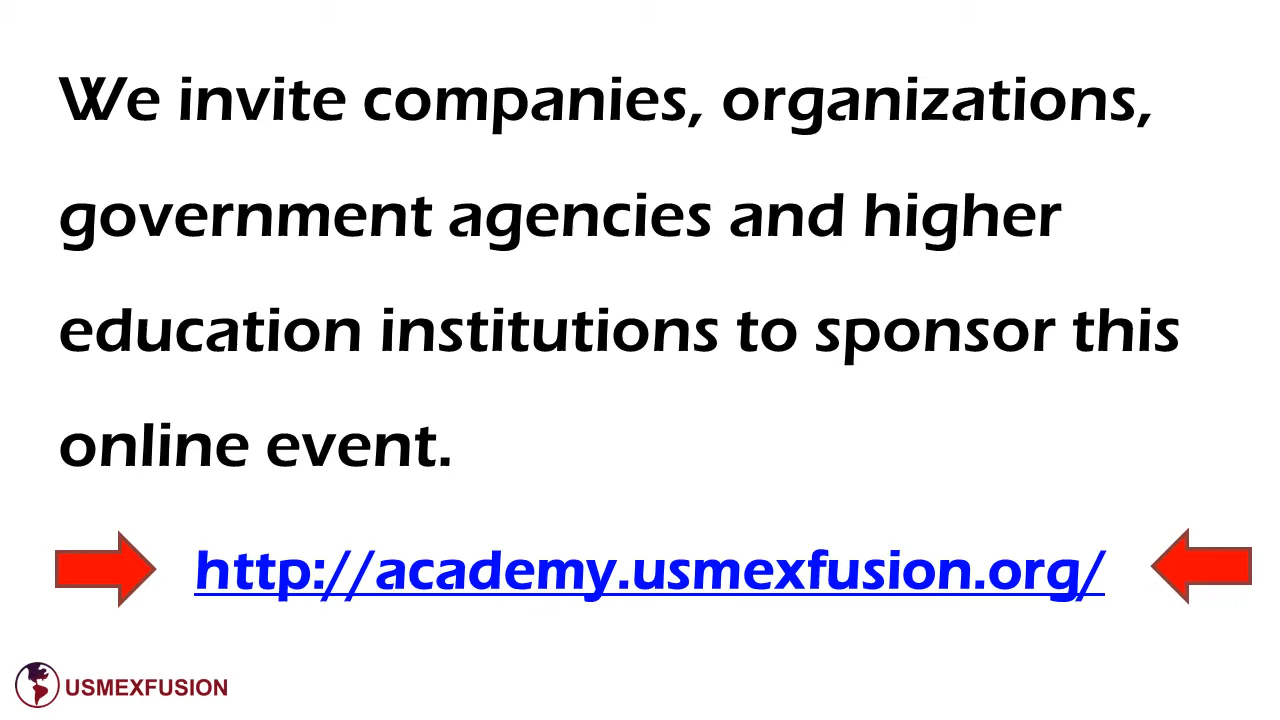 We invite companies, organizations,
government agencies and higher
education institutions to sponsor this
online event.
http://academy.usmexfusion.org/
USMEXFUSION